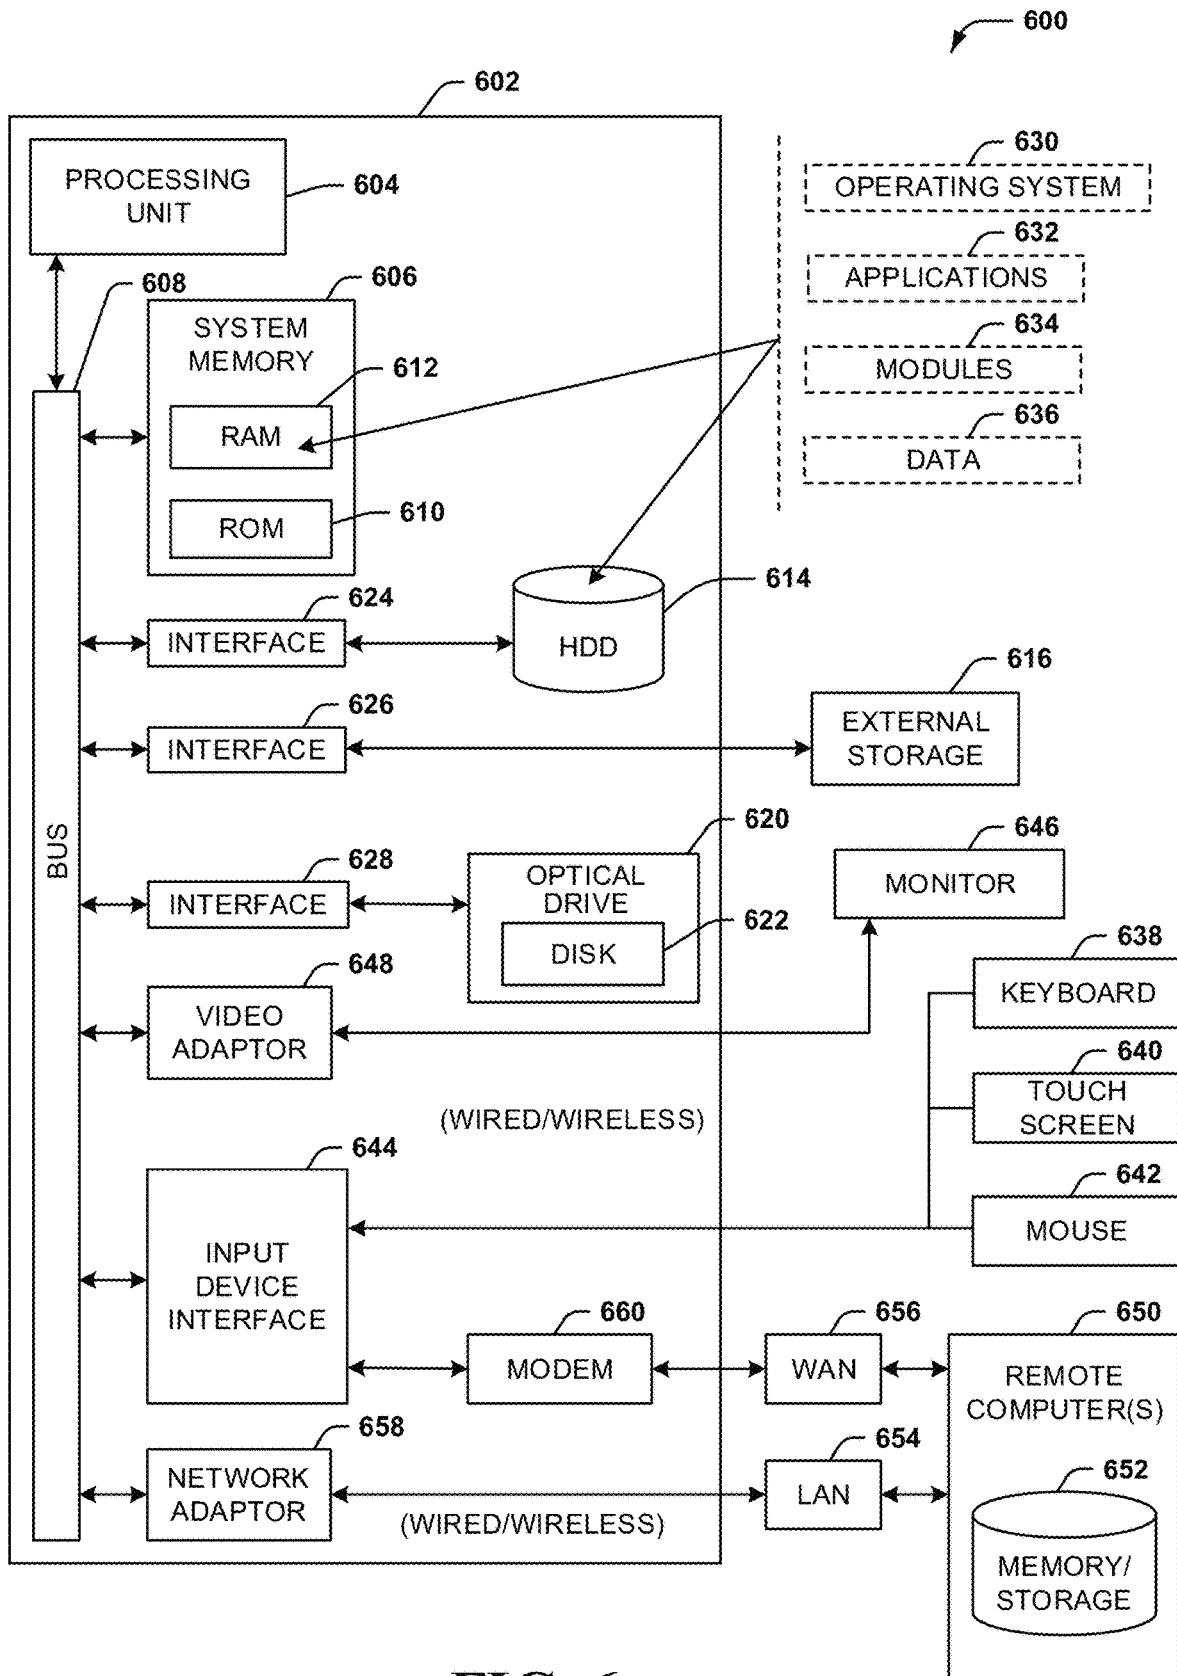 600
602
PROCESSING
UNIT
604
630
OPERATING SYSTEM
632
APPLICATIONS
634
MODULES
636
DATA
608
606
SYSTEM
MEMORY
612
RAM
610
ROM
614
HDD
624
INTERFACE
616
EXTERNAL
STORAGE
626
INTERFACE
BUS
620
OPTICAL
DRIVE
622
DISK
628
INTERFACE
646
MONITOR
648
VIDEO
ADAPTOR
638
KEYBOARD
640
TOUCH
SCREEN
642
MOUSE
(WIRED/WIRELESS)
644
INPUT
DEVICE
INTERFACE
660
MODEM
656
WAN
650
REMOTE
COMPUTER(S)
658
NETWORK
ADAPTOR
(WIRED/WIRELESS)
654
LAN
652
MEMORY/
STORAGE